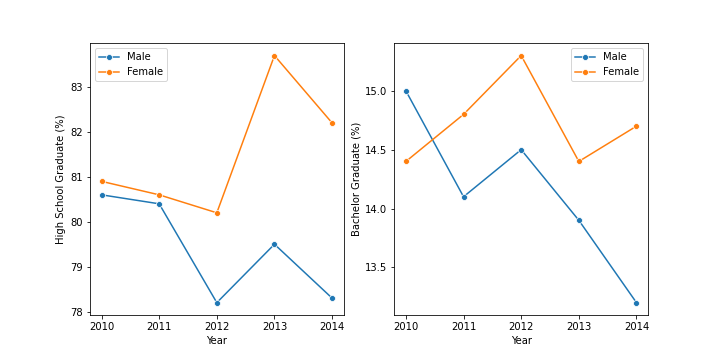 Male
Female
83
82
81
80
79
78
High School Graduate (%)
2010 2011 2012 2013 2014
Year
Male
Female
15.0
14.5
14.0
13.5
Bachelor Graduate (%)
2010 2011 2012 2013 2014
Year